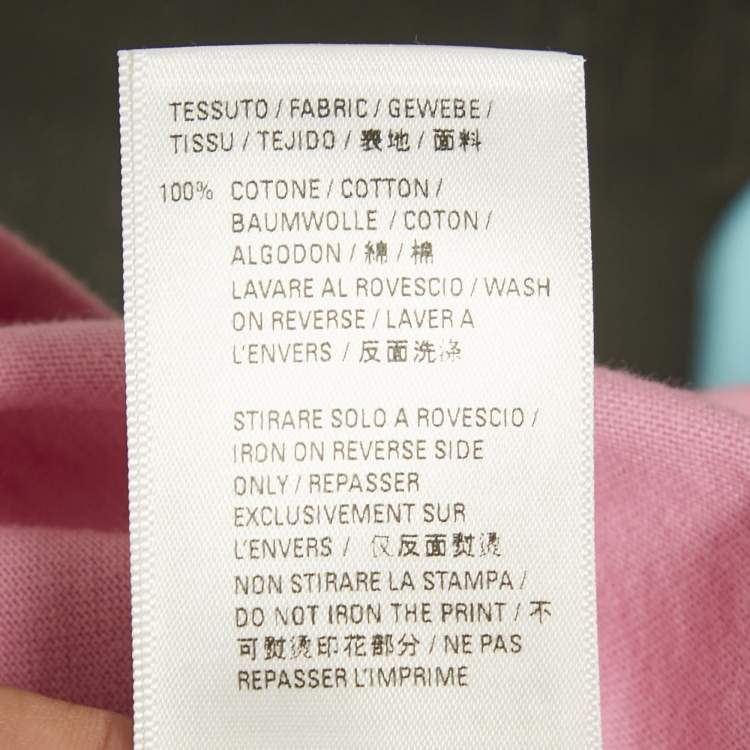 TESSUTO / FABRIC / GEWEBE /
TISSU / TEJIDO / 表地 / 面料
100% COTONE / COTTON /
BAUMWOLLE / COTON /
ALGODON / 綿 / 棉
LAVARE AL ROVESCIO / WASH
ON REVERSE / LAVER A
L'ENVERS / 反面洗涤
STIRARE SOLO A ROVESCIO /
IRON ON REVERSE SIDE
ONLY / REPASSER
EXCLUSIVEMENT SUR
L'ENVERS / 仅反面熨烫
NON STIRARE LA STAMPA /
DO NOT IRON THE PRINT / 不
可熨烫印花部分 / NE PAS
REPASSER L'IMPRIME